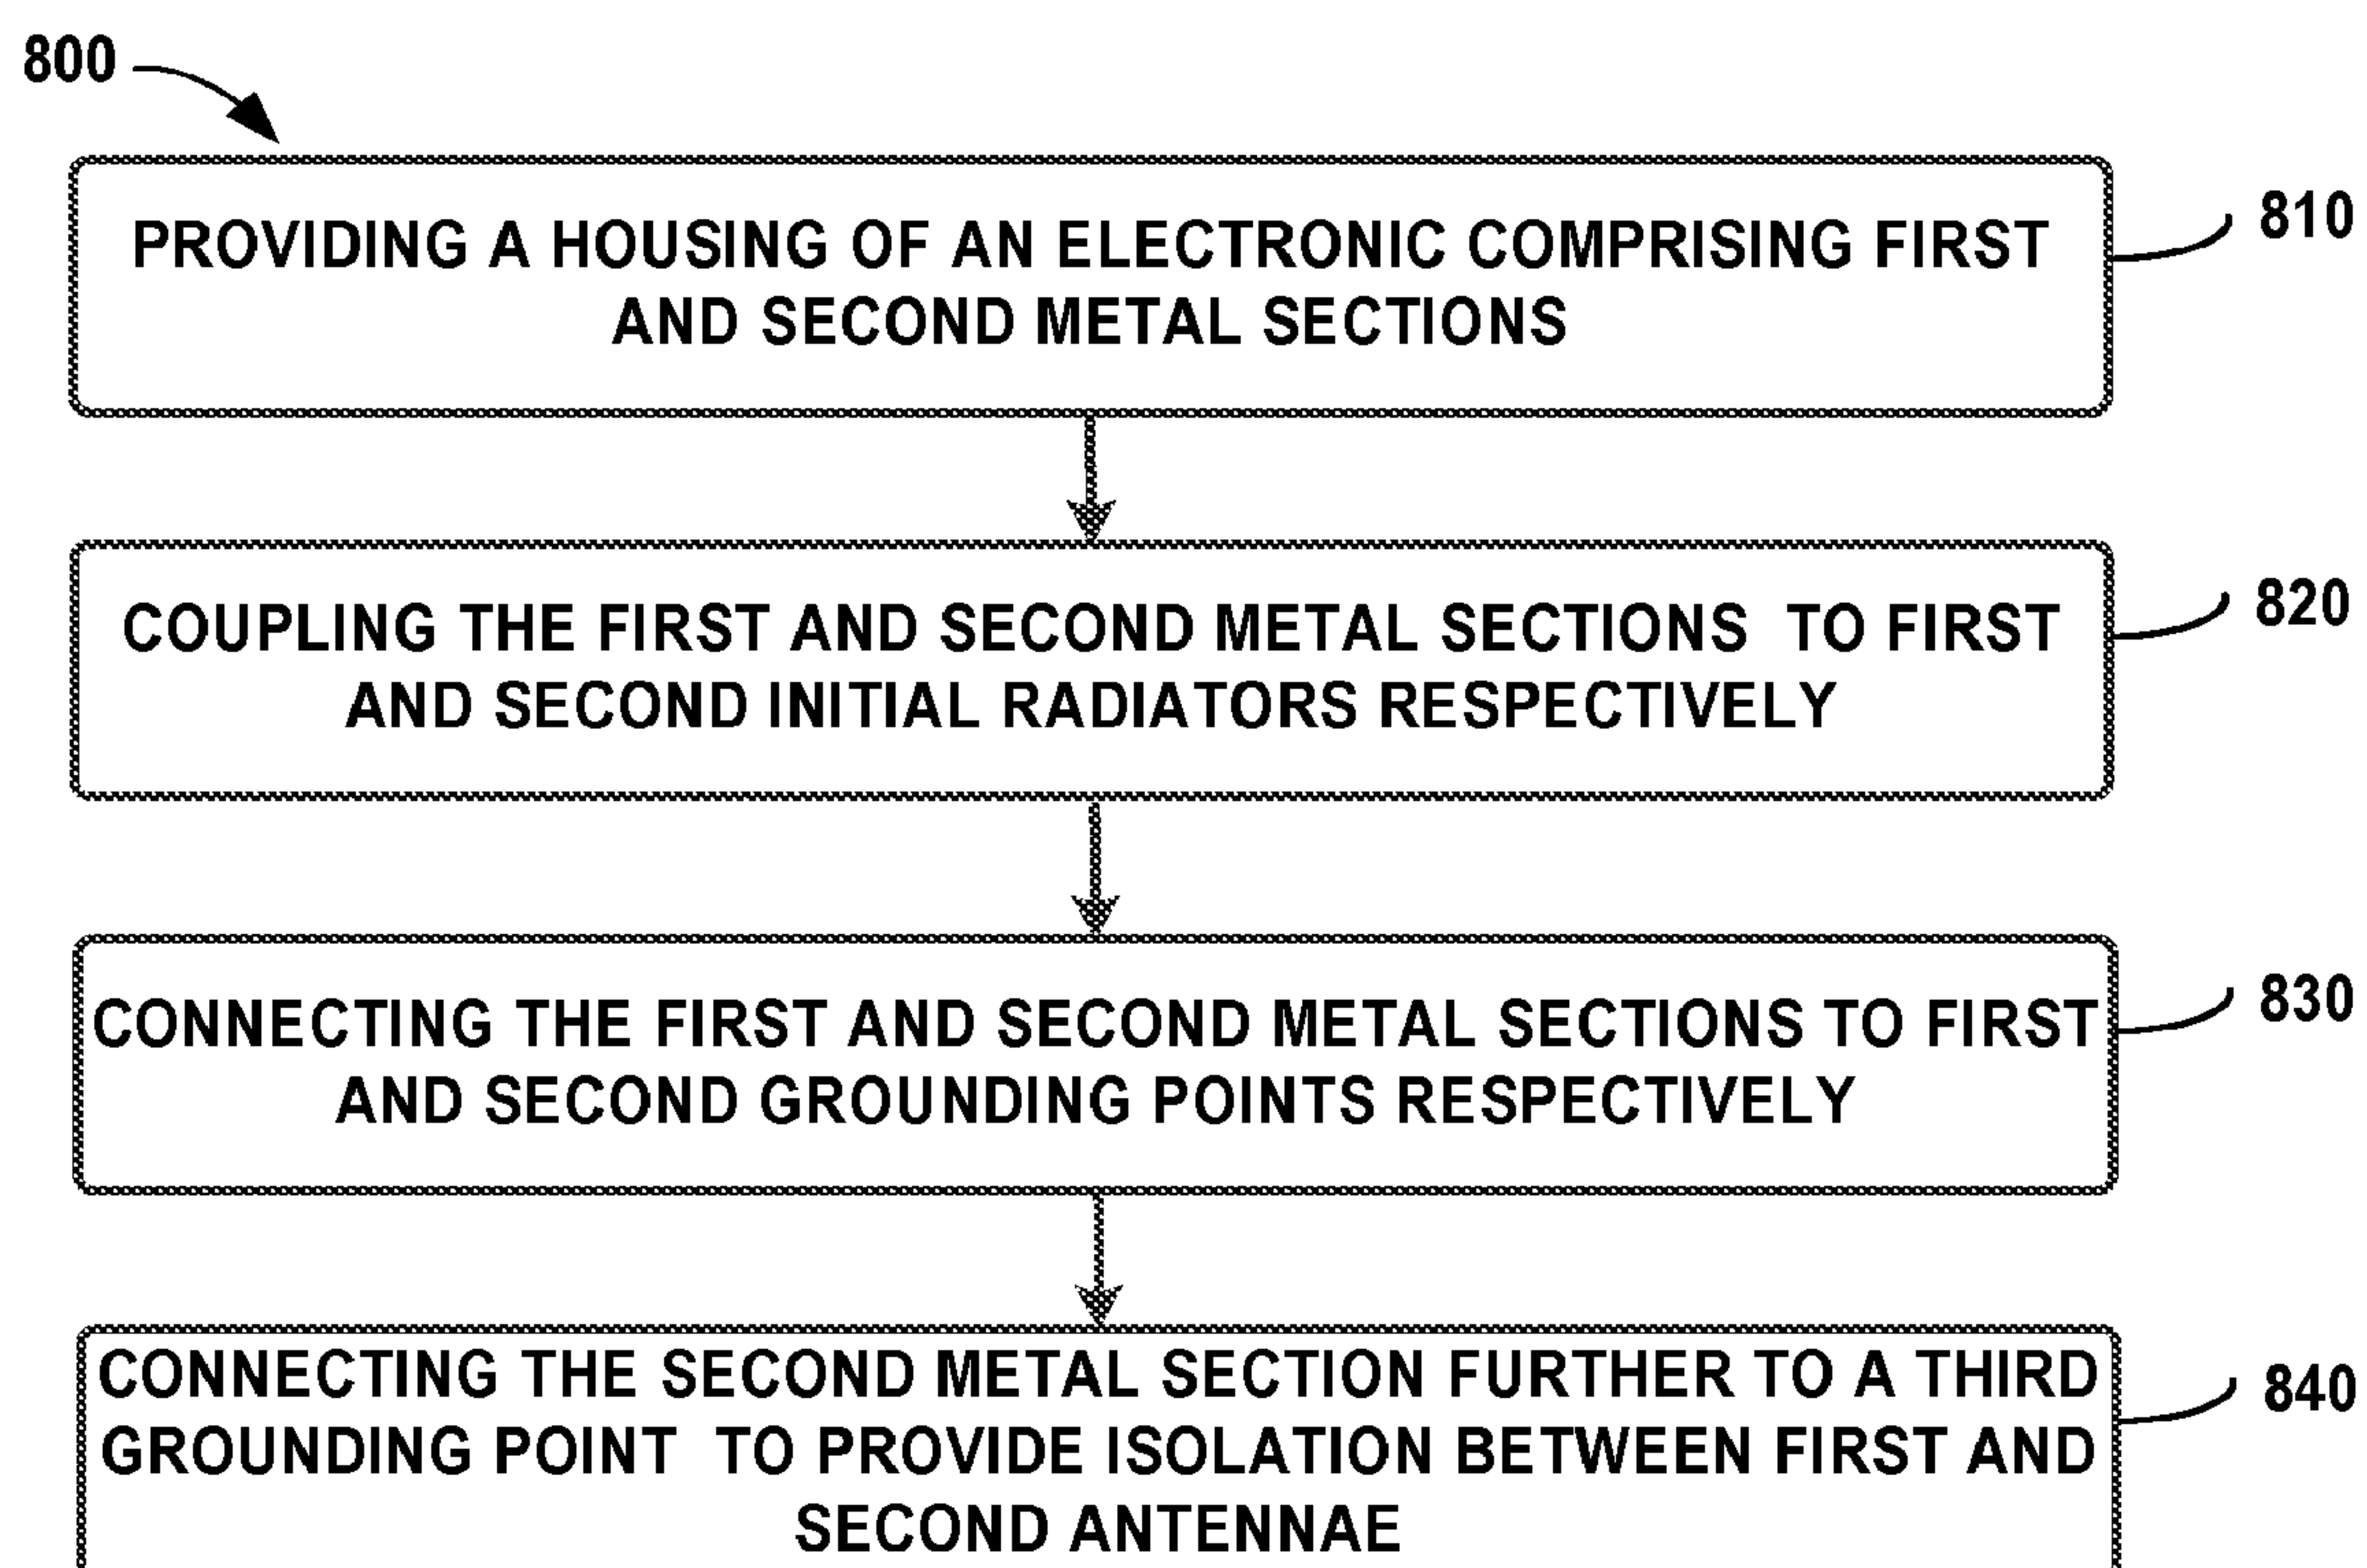 800
PROVIDING A HOUSING OF AN ELECTRONIC COMPRISING FIRST
AND SECOND METAL SECTIONS
810
COUPLING THE FIRST AND SECOND METAL SECTIONS TO FIRST
AND SECOND INITIAL RADIATORS RESPECTIVELY
820
CONNECTING THE FIRST AND SECOND METAL SECTIONS TO FIRST
AND SECOND GROUNDING POINTS RESPECTIVELY
830
CONNECTING THE SECOND METAL SECTION FURTHER TO A THIRD
GROUNDING POINT TO PROVIDE ISOLATION BETWEEN FIRST AND
SECOND ANTENNAE
840